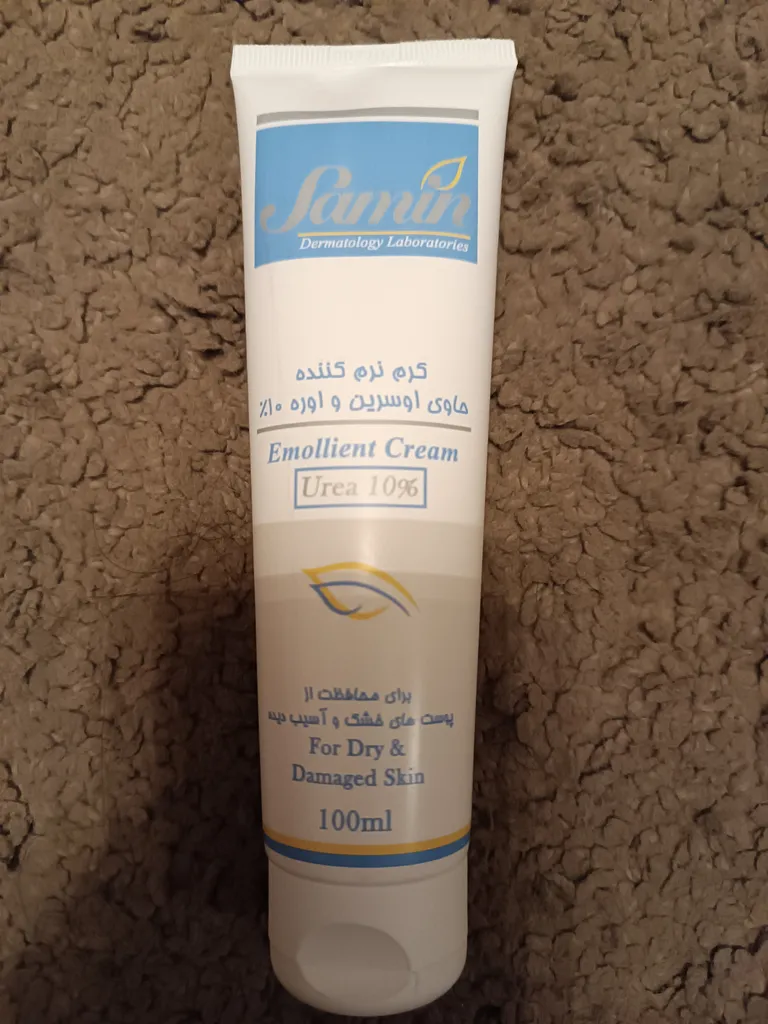 Samin
Dermatology Laboratories
کرم نرم کننده
حاوی اوسرین و اوره ۱۰٪
Emollient Cream
Urea 10%
برای محافظت از
پوست های خشک و آسیب دیده
For Dry &
Damaged Skin
100ml